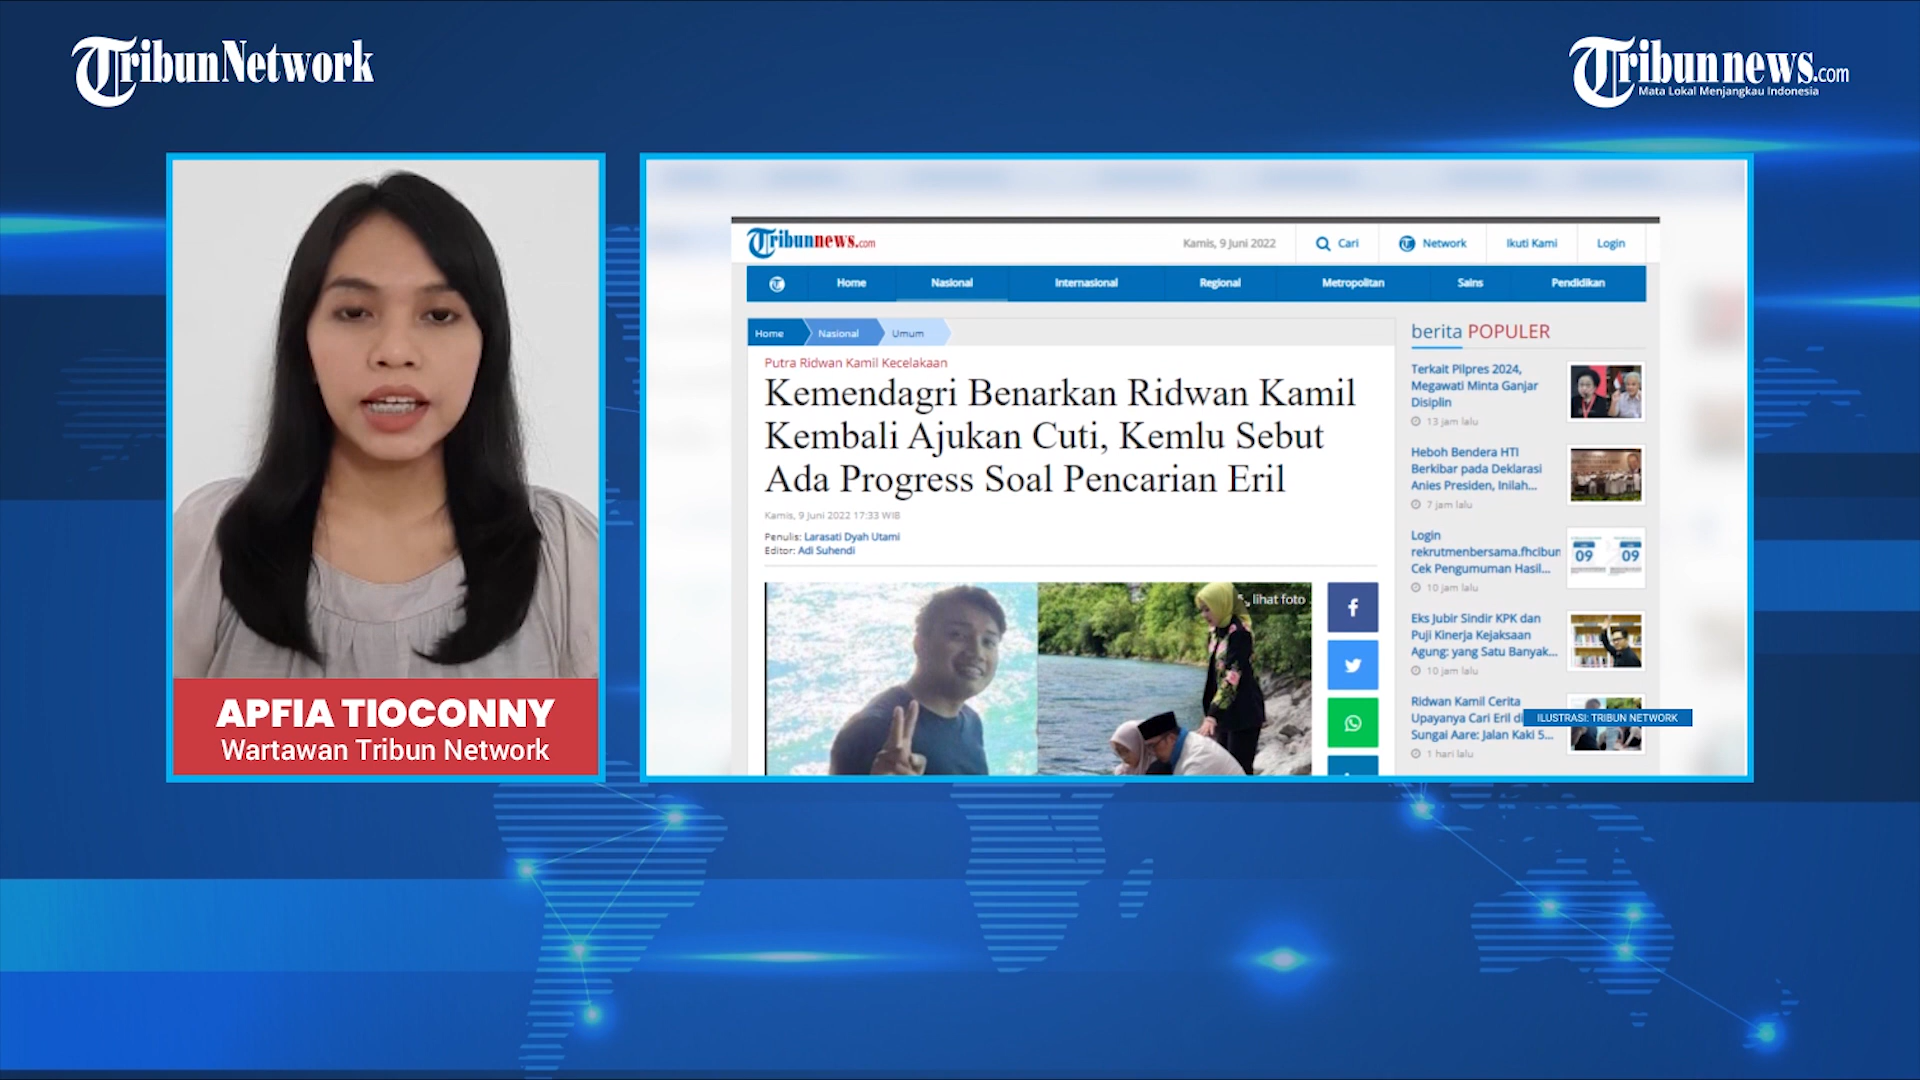 Tribun Network
Tribunnews.com
Mata Lokal Menjangkau Indonesia
APFIA TIOCONNY
Wartawan Tribun Network
Tribunnews.com
Kamis, 9 Juni 2022
Cari
Network
Ikuti Kami
Login
Home
Nasional
Internasional
Regional
Metropolitan
Sains
Pendidikan
Home
Nasional
Umum
Putra Ridwan Kamil Kecelakaan
Kemendagri Benarkan Ridwan Kamil
Kembali Ajukan Cuti, Kemlu Sebut
Ada Progress Soal Pencarian Eril
Kamis, 9 Juni 2022 17:33 WIB
Penulis: Larasati Dyah Utami
Editor: Adi Suhendi
lihat foto
berita POPULER
Terkait Pilpres 2024,
Megawati Minta Ganjar
Disiplin
13 jam lalu
Heboh Bendera HTI
Berkibar pada Deklarasi
Anies Presiden, Inilah...
7 jam lalu
Login
rekrutmenbersama.fhcibun
Cek Pengumuman Hasil...
10 jam lalu
09
09
Eks Jubir Sindir KPK dan
Puji Kinerja Kejaksaan
Agung: yang Satu Banyak...
10 jam lalu
Ridwan Kamil Cerita
Upayanya Cari Eril di
Sungai Aare: Jalan Kaki 5...
1 hari lalu
ILUSTRASI: TRIBUN NETWORK